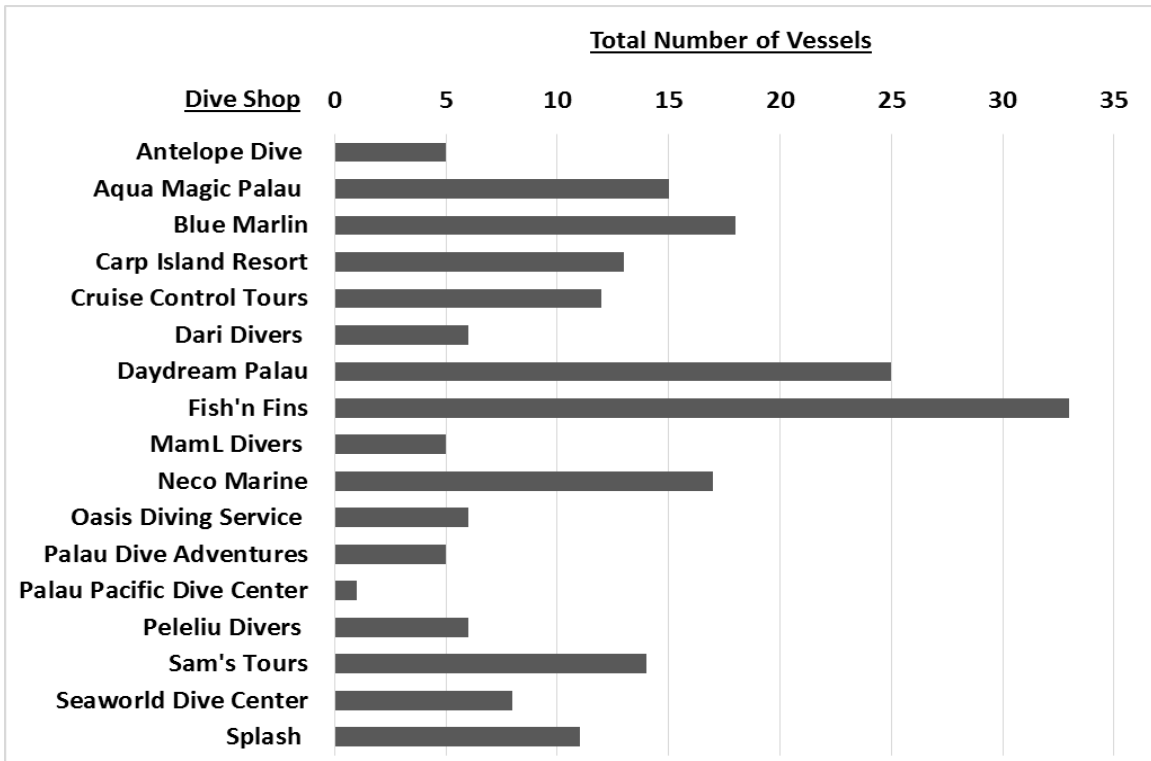 Total Number of Vessels
Dive Shop 0 5 10 15 20 25 30 35
Antelope Dive
Aqua Magic Palau
Blue Marlin
Carp Island Resort
Cruise Control Tours
Dari Divers
Daydream Palau
Fish'n Fins
MamL Divers
Neco Marine
Oasis Diving Service
Palau Dive Adventures
Palau Pacific Dive Center
Peleliu Divers
Sam's Tours
Seaworld Dive Center
Splash